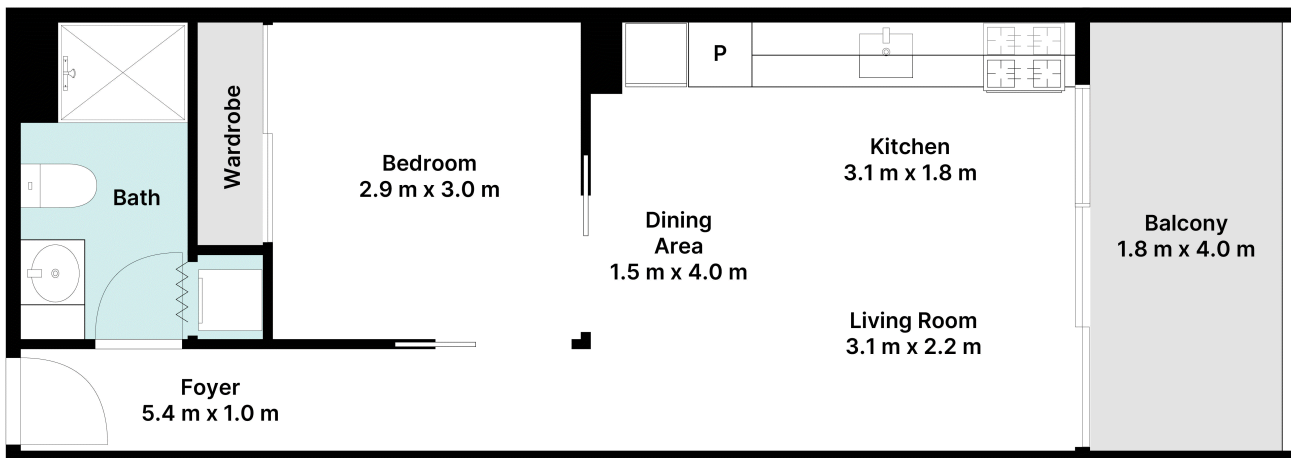 P
Wardrobe
Bedroom
2.9 m x 3.0 m
Kitchen
3.1 m x 1.8 m
Bath
Dining
Area
1.5 m x 4.0 m
Balcony
1.8 m x 4.0 m
Living Room
3.1 m x 2.2 m
Foyer
5.4 m x 1.0 m